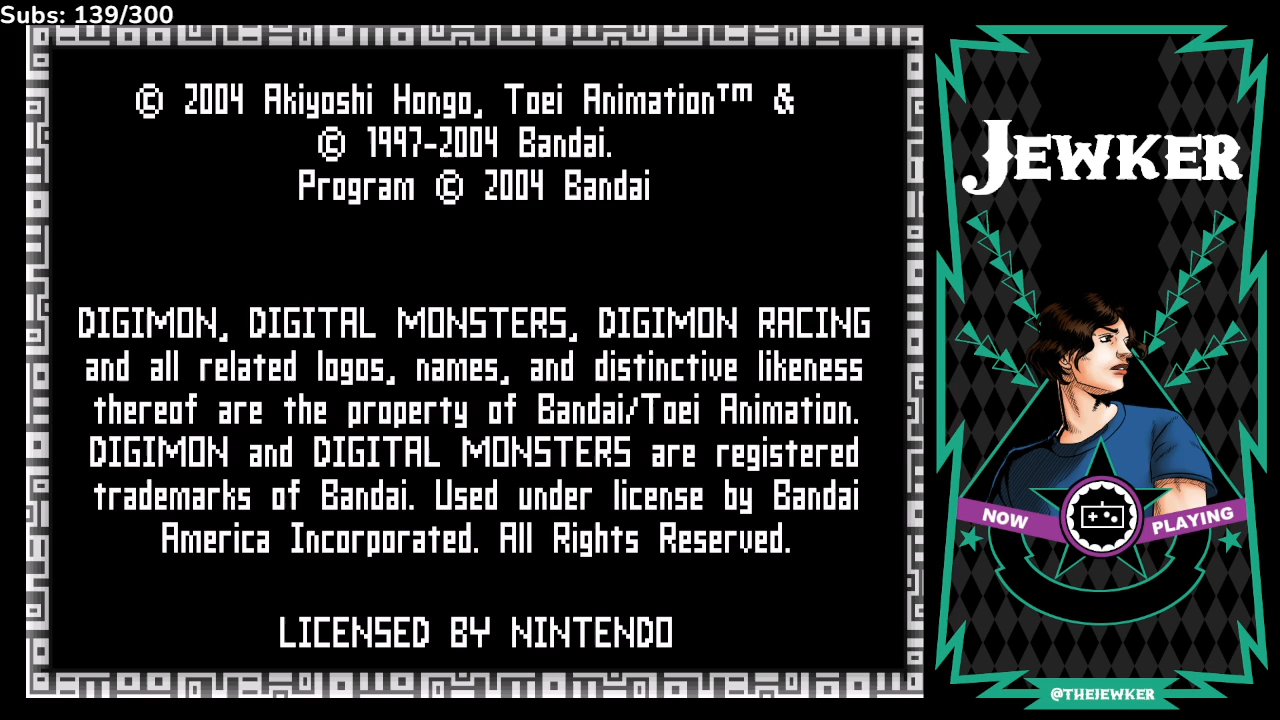 Subs: 139/300
© 2004 Akiyoshi Hongo, Toei Animation™ &
© 1997-2004 Bandai.
Program © 2004 Bandai
DIGIMON, DIGITAL MONSTERS, DIGIMON RACING
and all related logos, names, and distinctive likeness
thereof are the property of Bandai/Toei Animation.
DIGIMON and DIGITAL MONSTERS are registered
trademarks of Bandai. Used under license by Bandai
America Incorporated. All Rights Reserved.
LICENSED BY NINTENDO
JEWKER
NOW PLAYING
@THEJEWKER